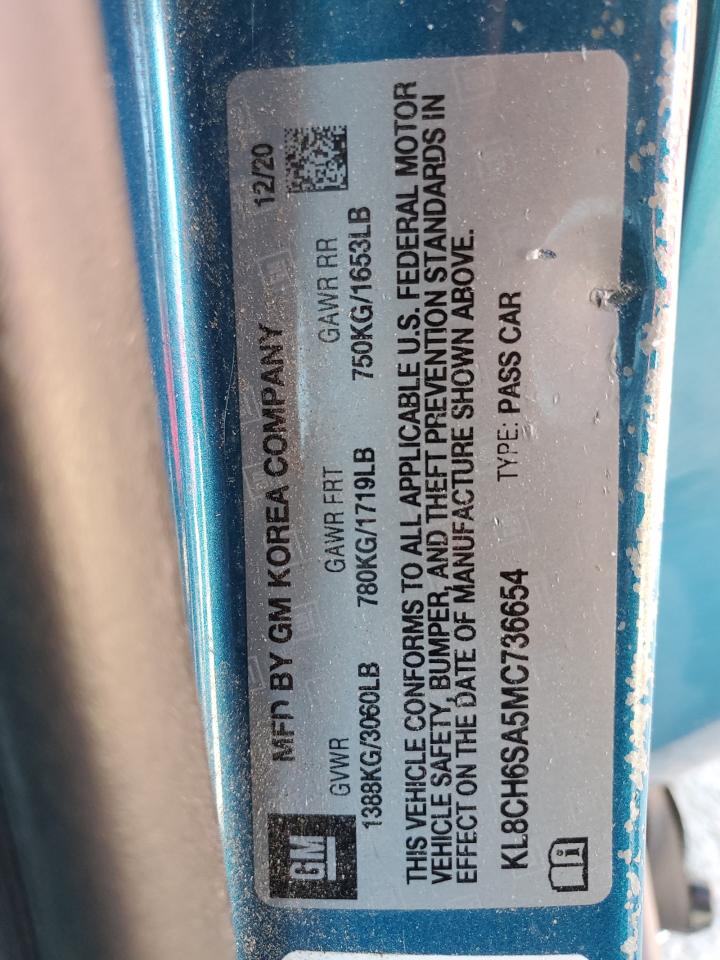 MFD BY GM KOREA COMPANY 12/20
GM
GVWR GAWR FRT GAWR RR
1388KG/3060LB 780KG/1719LB 750KG/1653LB
THIS VEHICLE CONFORMS TO ALL APPLICABLE U.S. FEDERAL MOTOR
VEHICLE SAFETY, BUMPER, AND THEFT PREVENTION STANDARDS IN
EFFECT ON THE DATE OF MANUFACTURE SHOWN ABOVE.
KL8CH6SA5MC736654 TYPE: PASS CAR